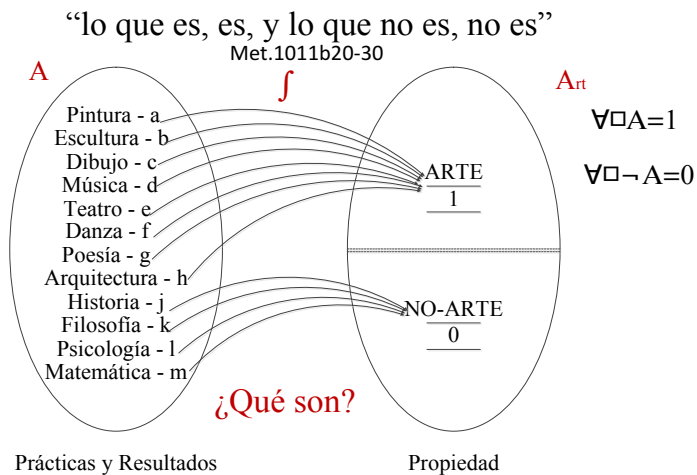 “lo que es, es, y lo que no es, no es”
Met.1011b20-30
A
∫
Art
Pintura - a
Escultura - b
Dibujo - c
Música - d
Teatro - e
Danza - f
Poesía - g
Arquitectura - h
Historia - j
Filosofía - k
Psicología - l
Matemática - m
ARTE
1
NO-ARTE
0
∀□A=1
∀□¬A=0
¿Qué son?
Prácticas y Resultados
Propiedad